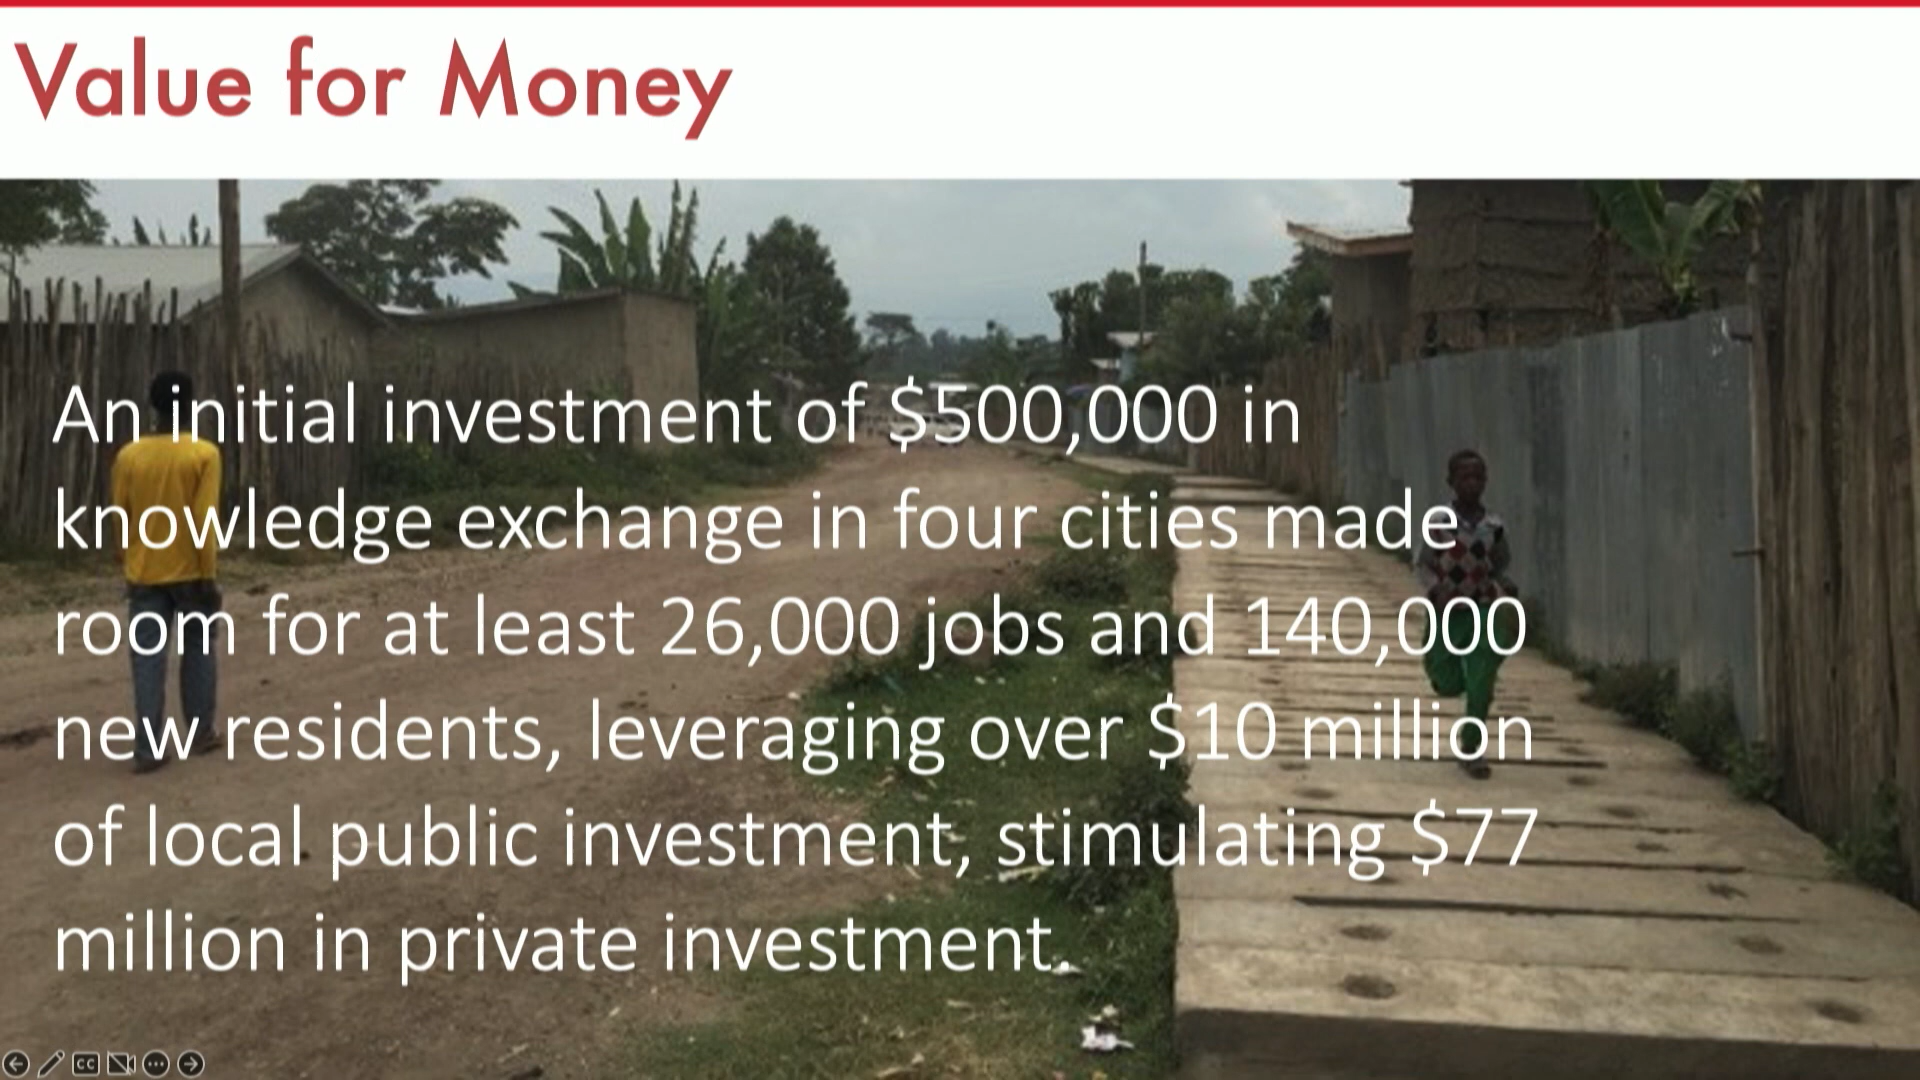 Value for Money
An initial investment of $500,000 in
knowledge exchange in four cities made
room for at least 26,000 jobs and 140,000
new residents, leveraging over $10 million
of local public investment, stimulating $77
million in private investment.
CC